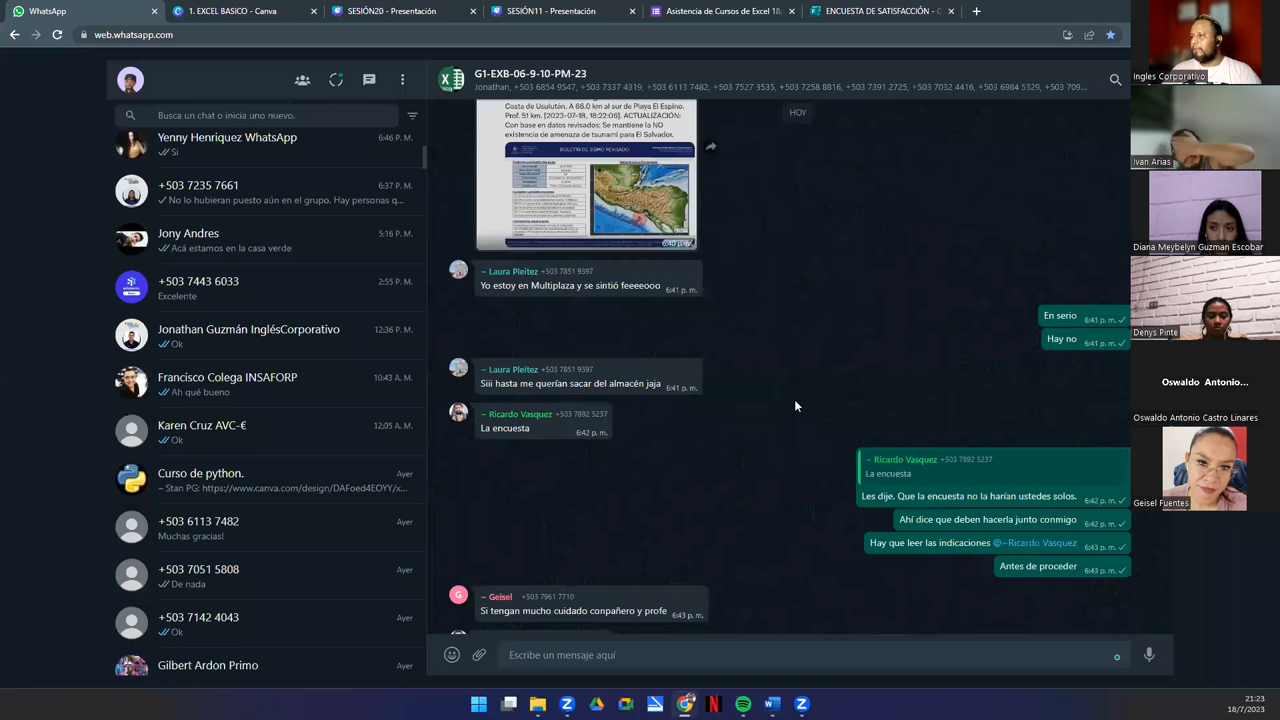 WhatsApp
1. EXCEL BASICO - Canva
SESIÓN20 - Presentación
SESIÓN11 - Presentación
Asistencia de Cursos de Excel 18
ENCUESTA DE SATISFACCIÓN - C
web.whatsapp.com
Busca un chat o inicia uno nuevo.
Yenny Henriquez WhatsApp 6:46 P. M.
Si
+503 7235 7661 6:37 P. M.
No lo hubieran puesto aún en el grupo. Hay personas q...
Jony Andres 5:16 P. M.
Acá estamos en la casa verde
+503 7443 6033 2:55 P. M.
Excelente
Jonathan Guzmán InglésCorporativo 12:36 P. M.
Ok
Francisco Colega INSAFORP 10:43 A. M.
Ah qué bueno
Karen Cruz AVC-€ 12:05 A. M.
Ok
Curso de python. Ayer
~ Stan PG: https://www.canva.com/design/DAFoed4EOYY/x...
+503 6113 7482 Ayer
Muchas gracias!
+503 7051 5808 Ayer
De nada
+503 7142 4043 Ayer
Ok
Gilbert Ardon Primo Ayer
GT-EXB-06-9-10-PM-23
Jonathan, +503 6854 9547, +503 7337 4319, +503 7113 7482,
+503 7258 8816, +503 7391 2725, +503 7032 4416, +503 6984 5329, +503 709...
HOY
Costa de Usulután. A 66.0 km al sur de Playa El Espino.
Prof. 51 km. [2023-07-18, 18:22:06]. ACTUALIZACIÓN:
Con base en datos revisados: Se mantiene la NO
existencia de amenaza de tsunami para El Salvador.
BOLETIN DE SISMO REVISADO
6:40 p. m.
~ Laura Pleitez +503 7851 9397
Yo estoy en Multiplaza y se sintió feeeeooo 6:41 p. m.
En serio 6:41 p. m.
Hay no 6:41 p. m.
~ Laura Pleitez +503 7851 9397
Siii hasta me querían sacar del almacén jaja 6:41 p. m.
~ Ricardo Vasquez +503 7892 5237
La encuesta 6:42 p. m.
~ Ricardo Vasquez +503 7892 5237
La encuesta
Les dije. Que la encuesta no la harían ustedes solos. 6:42 p. m.
Ahí dice que deben hacerla junto conmigo 6:42 p. m.
Hay que leer las indicaciones @~Ricardo Vasquez 6:43 p. m.
Antes de proceder 6:43 p. m.
~ Geisel +503 7961 7710
Si tengan mucho cuidado conpañero y profe 6:43 p. m.
Escribe un mensaje aquí
Ingles Corporativo
Ivan Arias
Diana Meybelyn Guzman Escobar
Denys Pinte
Oswaldo Antonio...
Oswaldo Antonio Castro Linares
Geisel Fuentes
21:23
18/7/2023